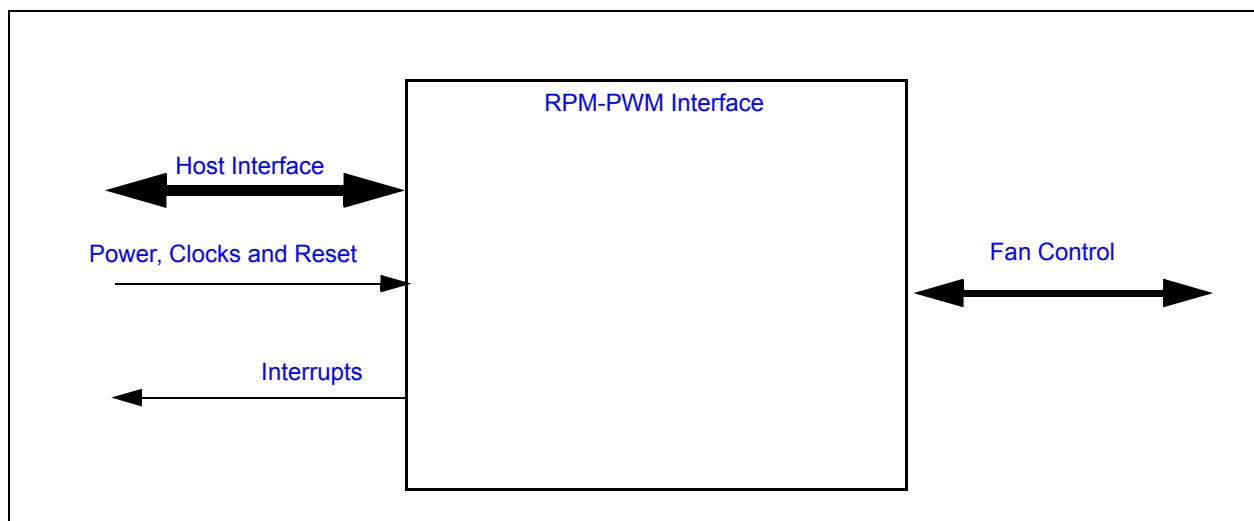 RPM-PWM Interface
Host Interface
Power, Clocks and Reset
Fan Control
Interrupts